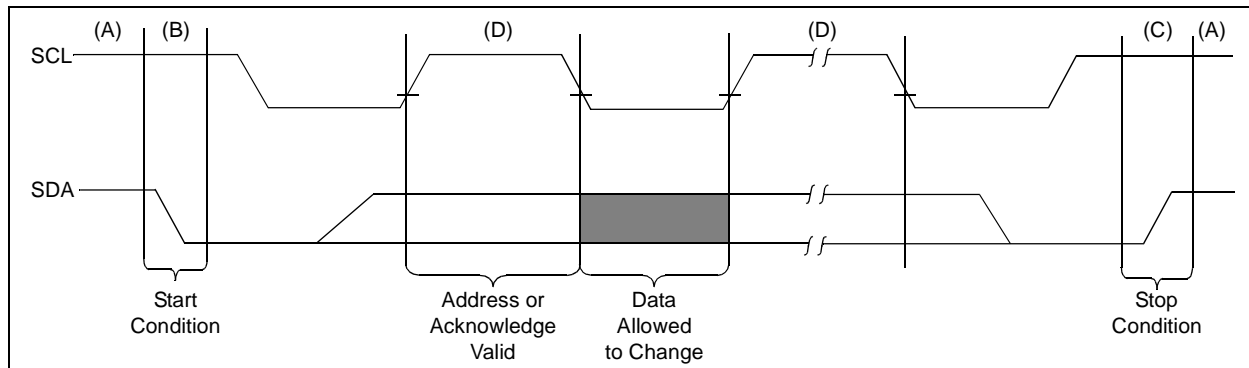 (A) (B) (D) (D) (C) (A)
SCL
SDA
Start
Condition
Address or
Acknowledge
Valid
Data
Allowed
to Change
Stop
Condition